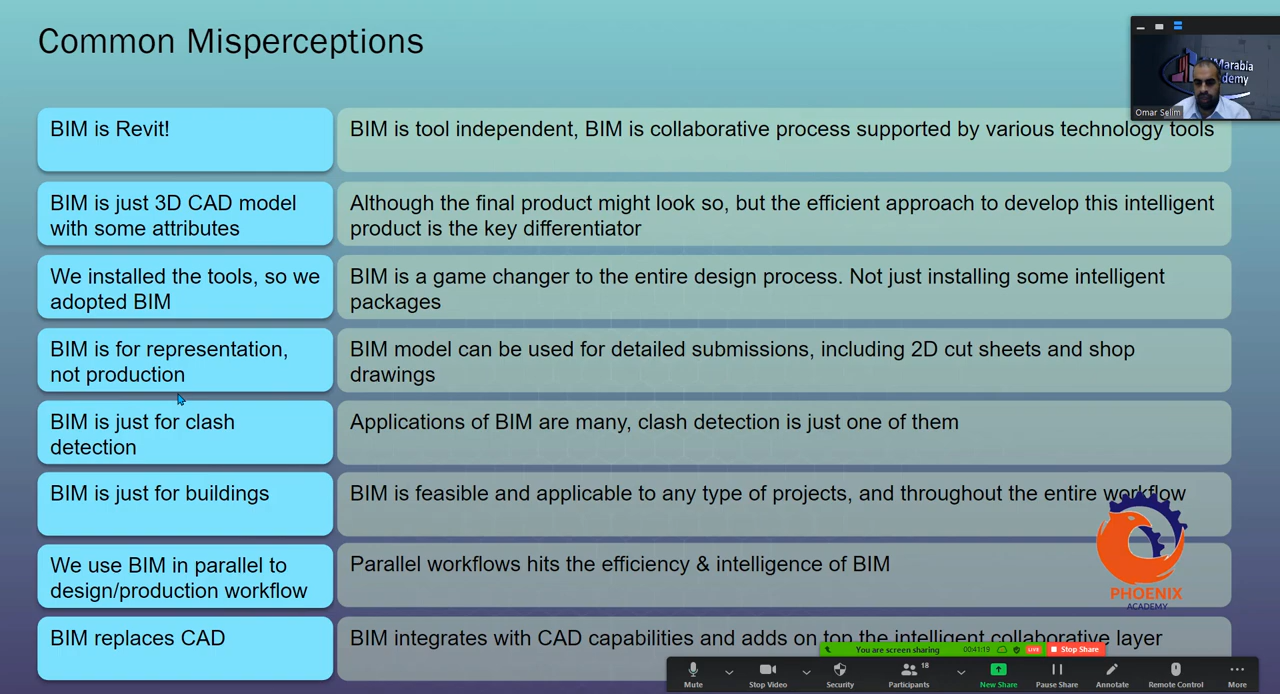 Common Misperceptions
Marabia
demy
Omar Selim
BIM is Revit!
BIM is tool independent, BIM is collaborative process supported by various technology tools
BIM is just 3D CAD model
with some attributes
Although the final product might look so, but the efficient approach to develop this intelligent
product is the key differentiator
We installed the tools, so we
adopted BIM
BIM is a game changer to the entire design process. Not just installing some intelligent
packages
BIM is for representation,
not production
BIM model can be used for detailed submissions, including 2D cut sheets and shop
drawings
BIM is just for clash
detection
Applications of BIM are many, clash detection is just one of them
BIM is just for buildings
BIM is feasible and applicable to any type of projects, and throughout the entire workflow
We use BIM in parallel to
design/production workflow
Parallel workflows hits the efficiency & intelligence of BIM
PHOENIX
ACADEMY
BIM replaces CAD
BIM integrates with CAD capabilities and adds on top the intelligent collaborative layer
You are screen sharing 00:41:19 LIVE Stop Share
18
Mute Stop Video Security Participants New Share Pause Share Annotate Remote Control More